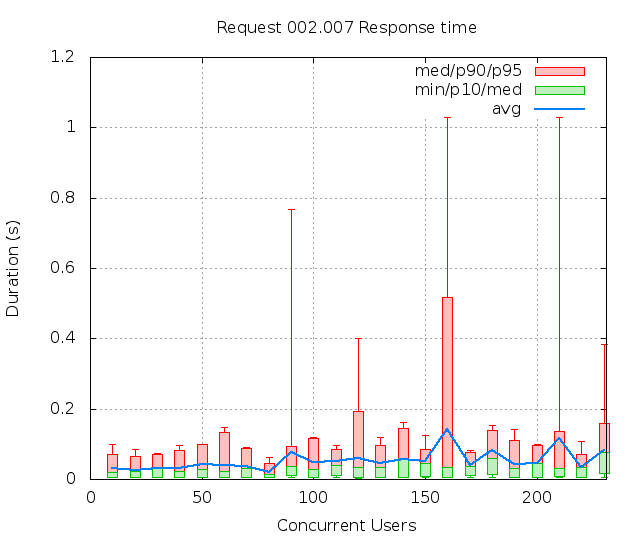 Request 002.007 Response time
med/p90/p95
min/p10/med
avg
1.2
1
0.8
0.6
0.4
0.2
0
Duration (s)
0 50 100 150 200
Concurrent Users